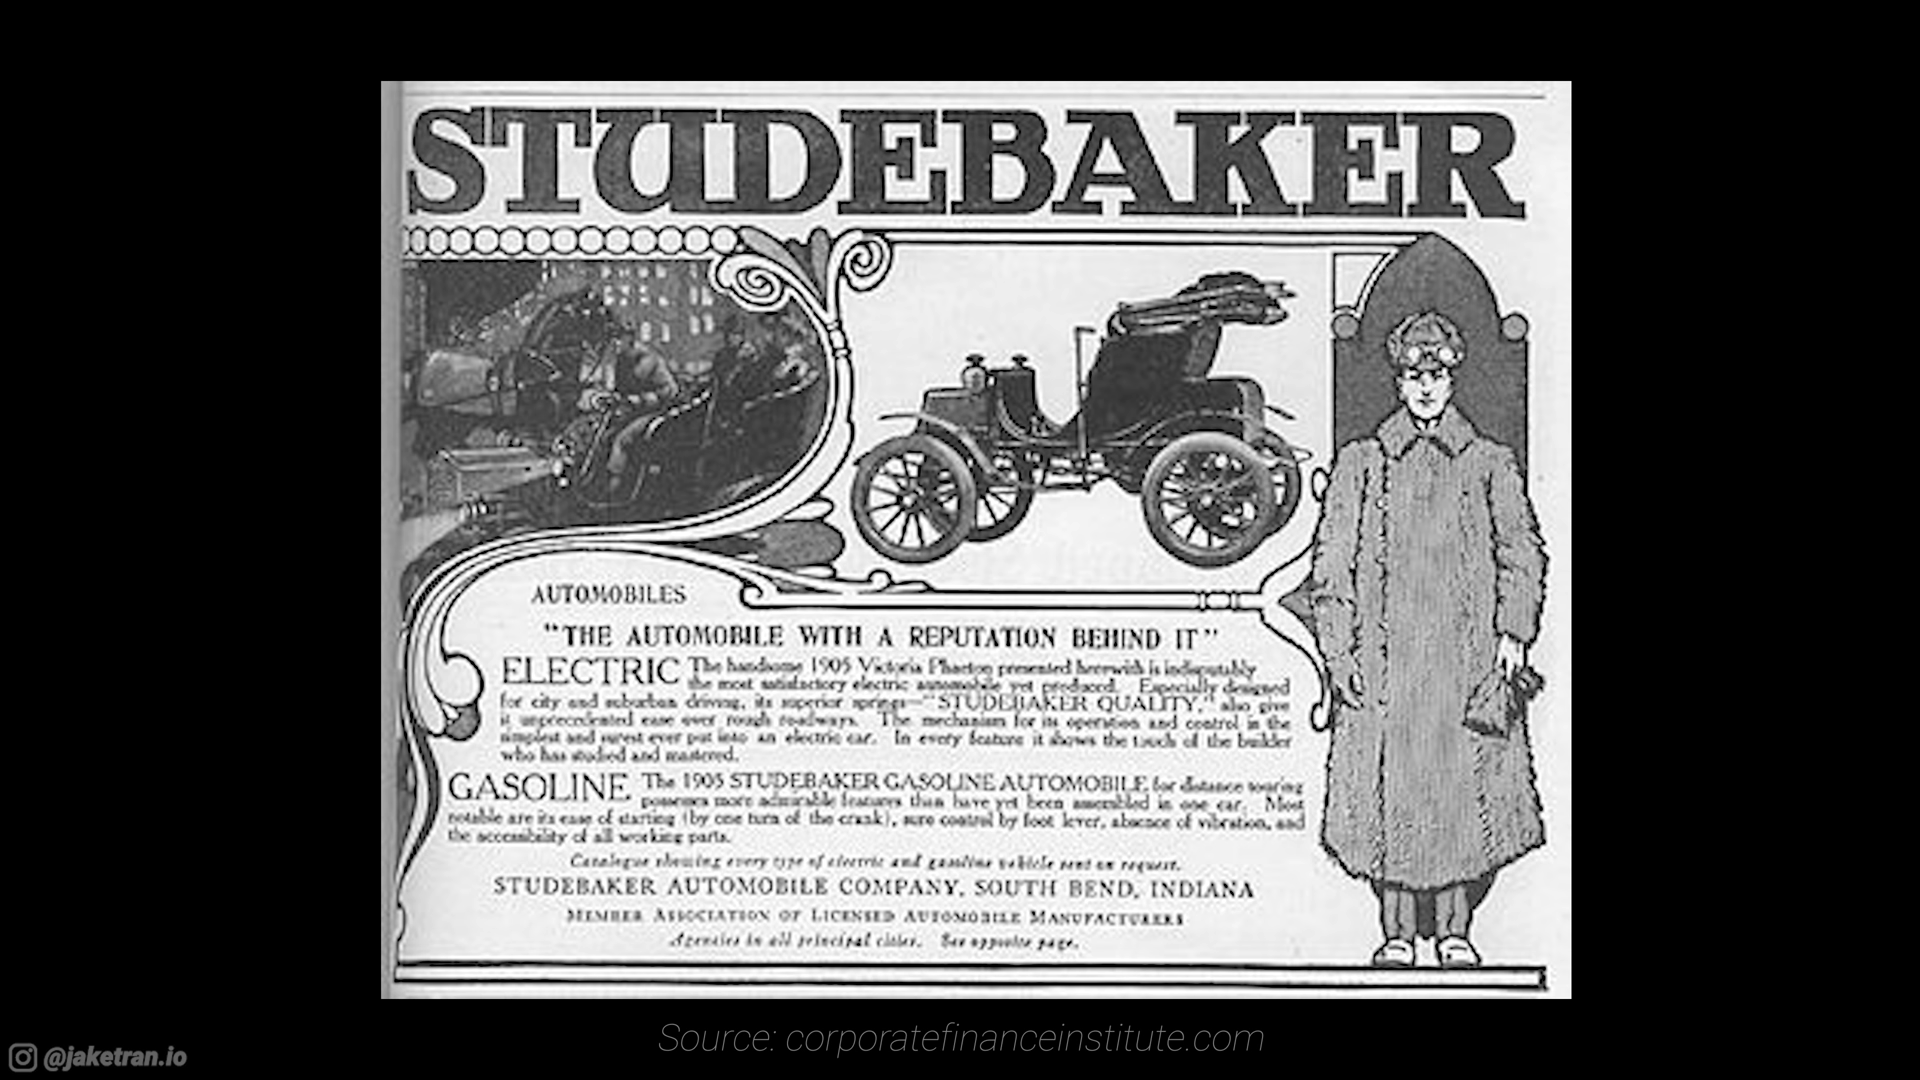 STUDEBAKER
AUTOMOBILES
"THE AUTOMOBILE WITH A REPUTATION BEHIND IT"
ELECTRIC The handsome 1905 Victoria Phaeton presented herewith is indisputably
the most satisfactory electric automobile yet produced. Especially designed
for city and suburban driving, its superior springs—"STUDEBAKER QUALITY," also give
it unprecedented ease over rough roadways. The mechanism for its operation and control is the
simplest and surest ever put into an electric car. In every feature it shows the touch of the builder
who has studied and mastered.
GASOLINE The 1905 STUDEBAKER GASOLINE AUTOMOBILE for distance touring
possesses more admirable features than have yet been assembled in one car. Most
notable are its ease of starting (by one turn of the crank), sure control by foot lever, absence of vibration, and
the accessibility of all working parts.
Catalogue showing every type of electric and gasoline vehicle sent on request.
STUDEBAKER AUTOMOBILE COMPANY, SOUTH BEND, INDIANA
MEMBER ASSOCIATION OF LICENSED AUTOMOBILE MANUFACTURERS
Agencies in all principal cities. See opposite page.
Source: corporatefinanceinstitute.com
@jaketran.io